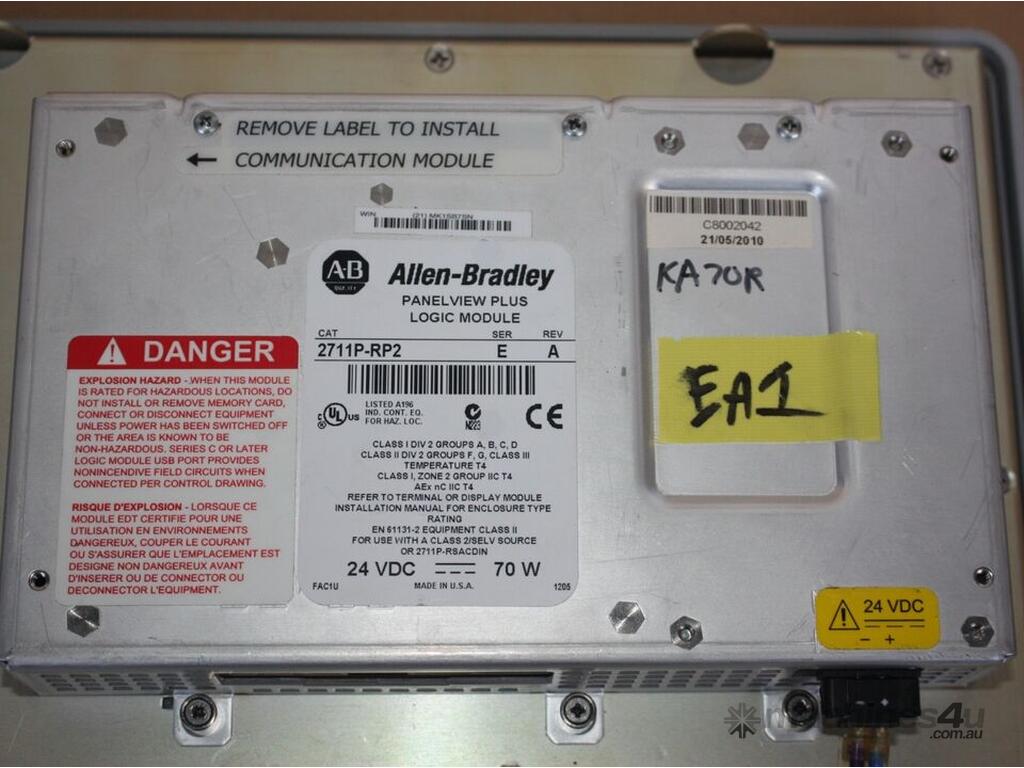 REMOVE LABEL TO INSTALL
← COMMUNICATION MODULE
WIN
(21) MK1SB7SN
C8002042
21/05/2010
KA70R
EA1
A-B
QUALITY
Allen-Bradley
PANELVIEW PLUS
LOGIC MODULE
CAT SER REV
2711P-RP2 E A
C UL US
LISTED A196
IND. CONT. EQ.
FOR HAZ. LOC.
N223
CE
CLASS I DIV 2 GROUPS A, B, C, D
CLASS II DIV 2 GROUPS F, G, CLASS III
TEMPERATURE T4
CLASS I, ZONE 2 GROUP IIC T4
AEx nC IIC T4
REFER TO TERMINAL OR DISPLAY MODULE
INSTALLATION MANUAL FOR ENCLOSURE TYPE
RATING
EN 61131-2 EQUIPMENT CLASS II
FOR USE WITH A CLASS 2/SELV SOURCE
OR 2711P-RSACDIN
24 VDC 70 W
FAC1U MADE IN U.S.A. 1205
DANGER
EXPLOSION HAZARD - WHEN THIS MODULE
IS RATED FOR HAZARDOUS LOCATIONS, DO
NOT INSTALL OR REMOVE MEMORY CARD,
CONNECT OR DISCONNECT EQUIPMENT
UNLESS POWER HAS BEEN SWITCHED OFF
OR THE AREA IS KNOWN TO BE
NON-HAZARDOUS. SERIES C OR LATER
LOGIC MODULE USB PORT PROVIDES
NONINCENDIVE FIELD CIRCUITS WHEN
CONNECTED PER CONTROL DRAWING.
RISQUE D'EXPLOSION - LORSQUE CE
MODULE EDT CERTIFIE POUR UNE
UTILISATION EN ENVIRONNEMENTS
DANGEREUX, COUPER LE COURANT
OU S'ASSURER QUE L'EMPLACEMENT EST
DESIGNE NON DANGEREUX AVANT
D'INSERER OU DE CONNECTOR OU
DECONNECTOR L'EQUIPMENT.
24 VDC
− +
machines4u
.com.au